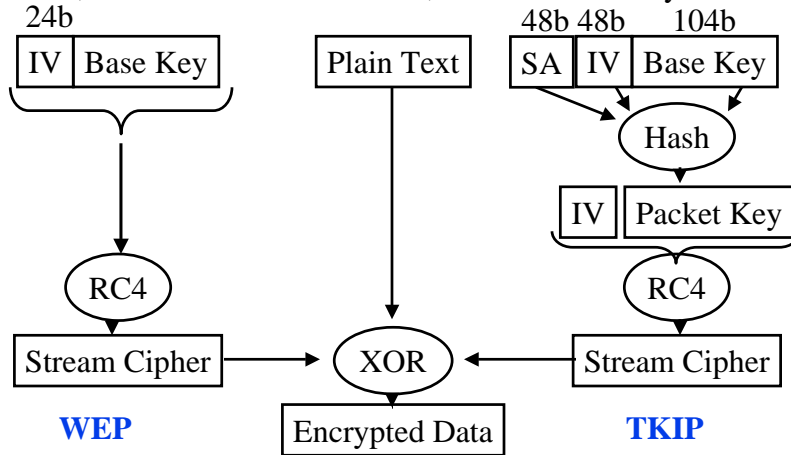 24b 48b 48b 104b
IV Base Key Plain Text SA IV Base Key
Hash
IV Packet Key
RC4 RC4
Stream Cipher XOR Stream Cipher
WEP Encrypted Data TKIP